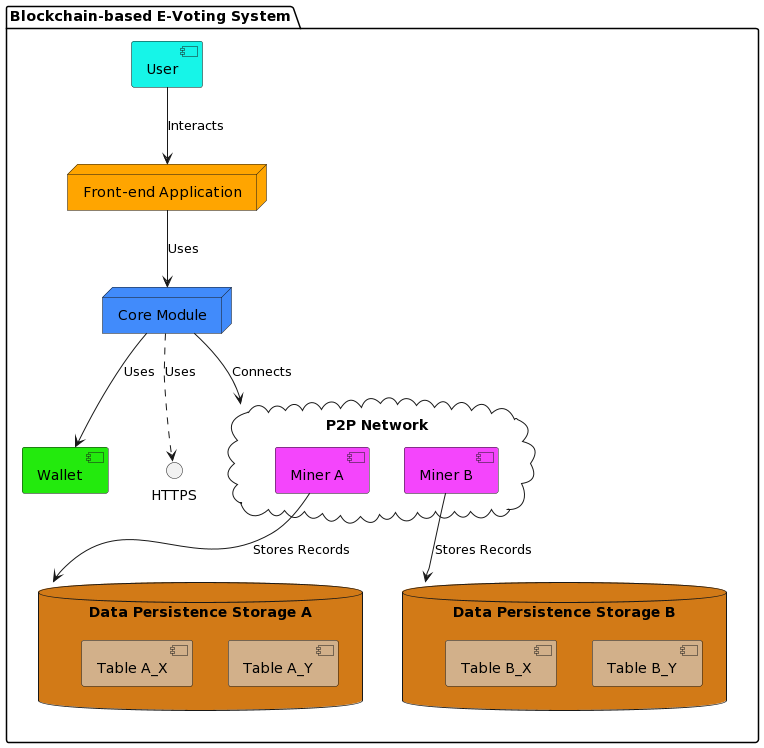 Blockchain-based E-Voting System
User
Interacts
Front-end Application
Uses
Core Module
Uses
Uses
Connects
P2P Network
Wallet
HTTPS
Miner A
Miner B
Stores Records
Stores Records
Data Persistence Storage A
Data Persistence Storage B
Table A_X
Table A_Y
Table B_X
Table B_Y